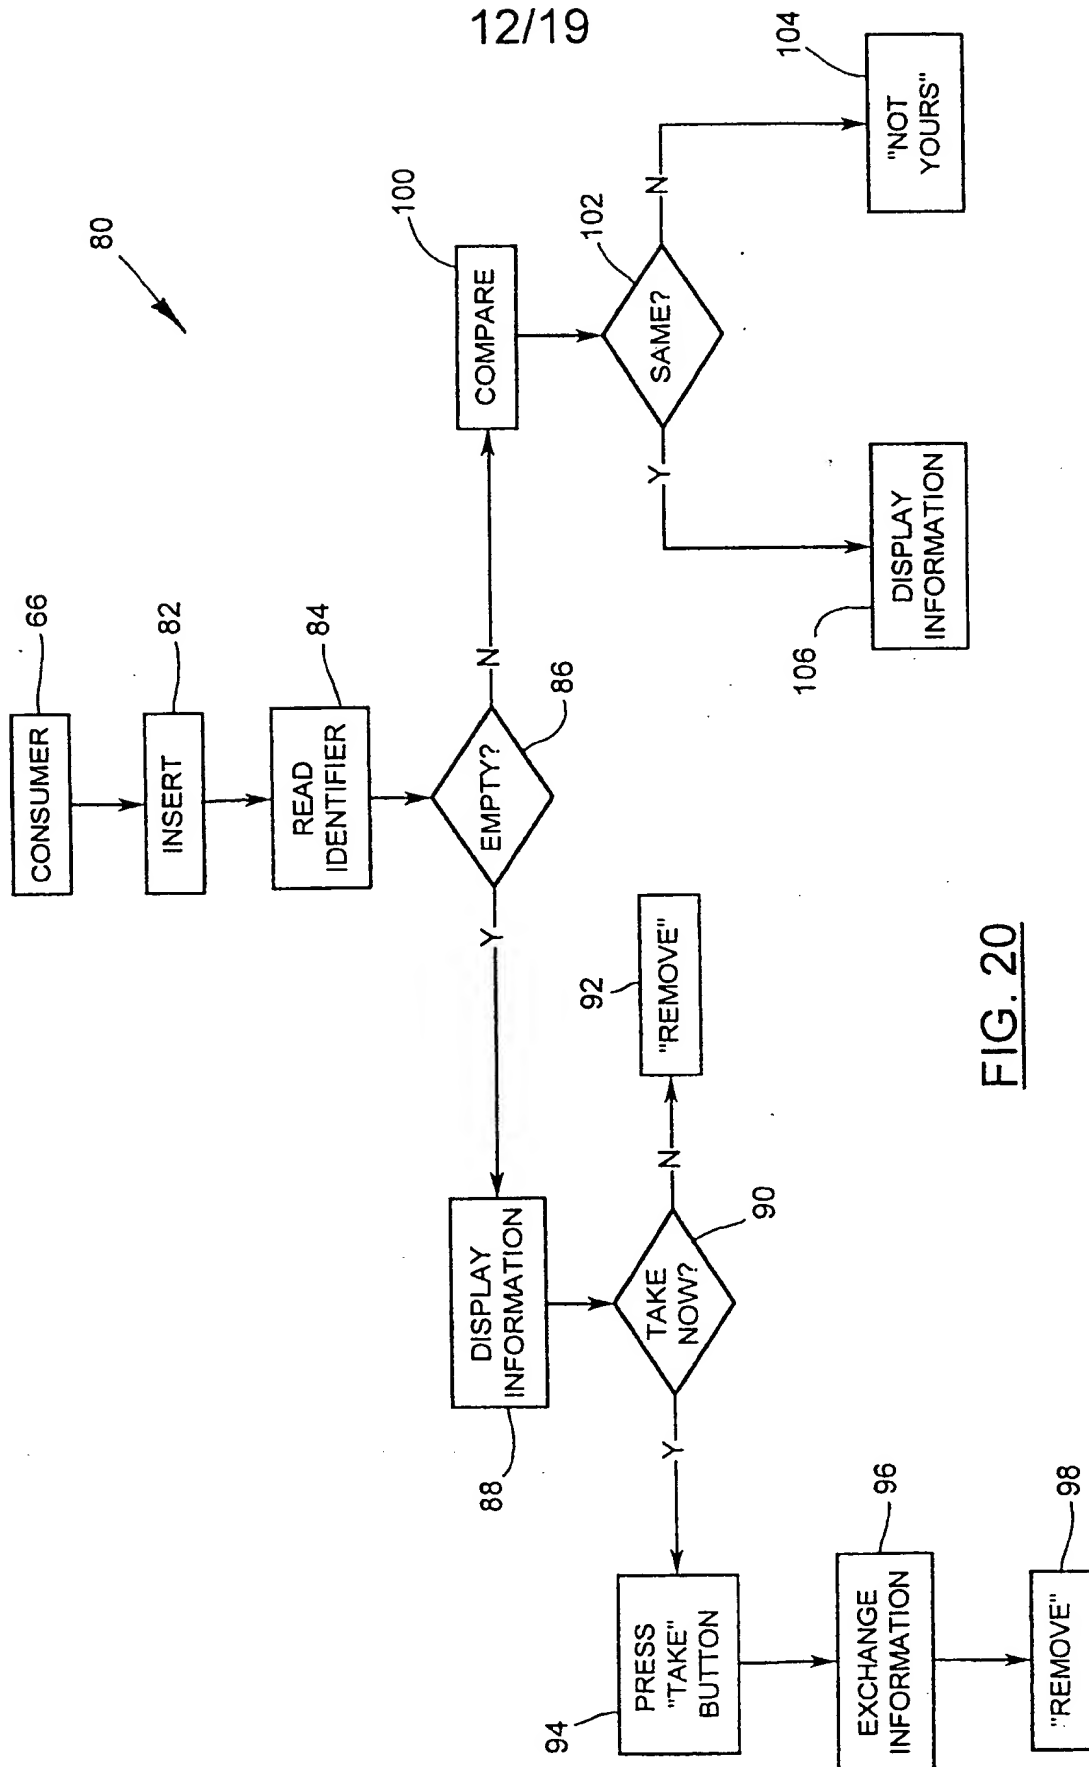 12/19
80
CONSUMER
66
INSERT
82
READ
IDENTIFIER
84
EMPTY?
86
Y
N
DISPLAY
INFORMATION
88
TAKE
NOW?
90
N
"REMOVE"
92
Y
PRESS
"TAKE"
BUTTON
94
EXCHANGE
INFORMATION
96
"REMOVE"
98
COMPARE
100
SAME?
102
N
"NOT
YOURS"
104
Y
DISPLAY
INFORMATION
106
FIG. 20